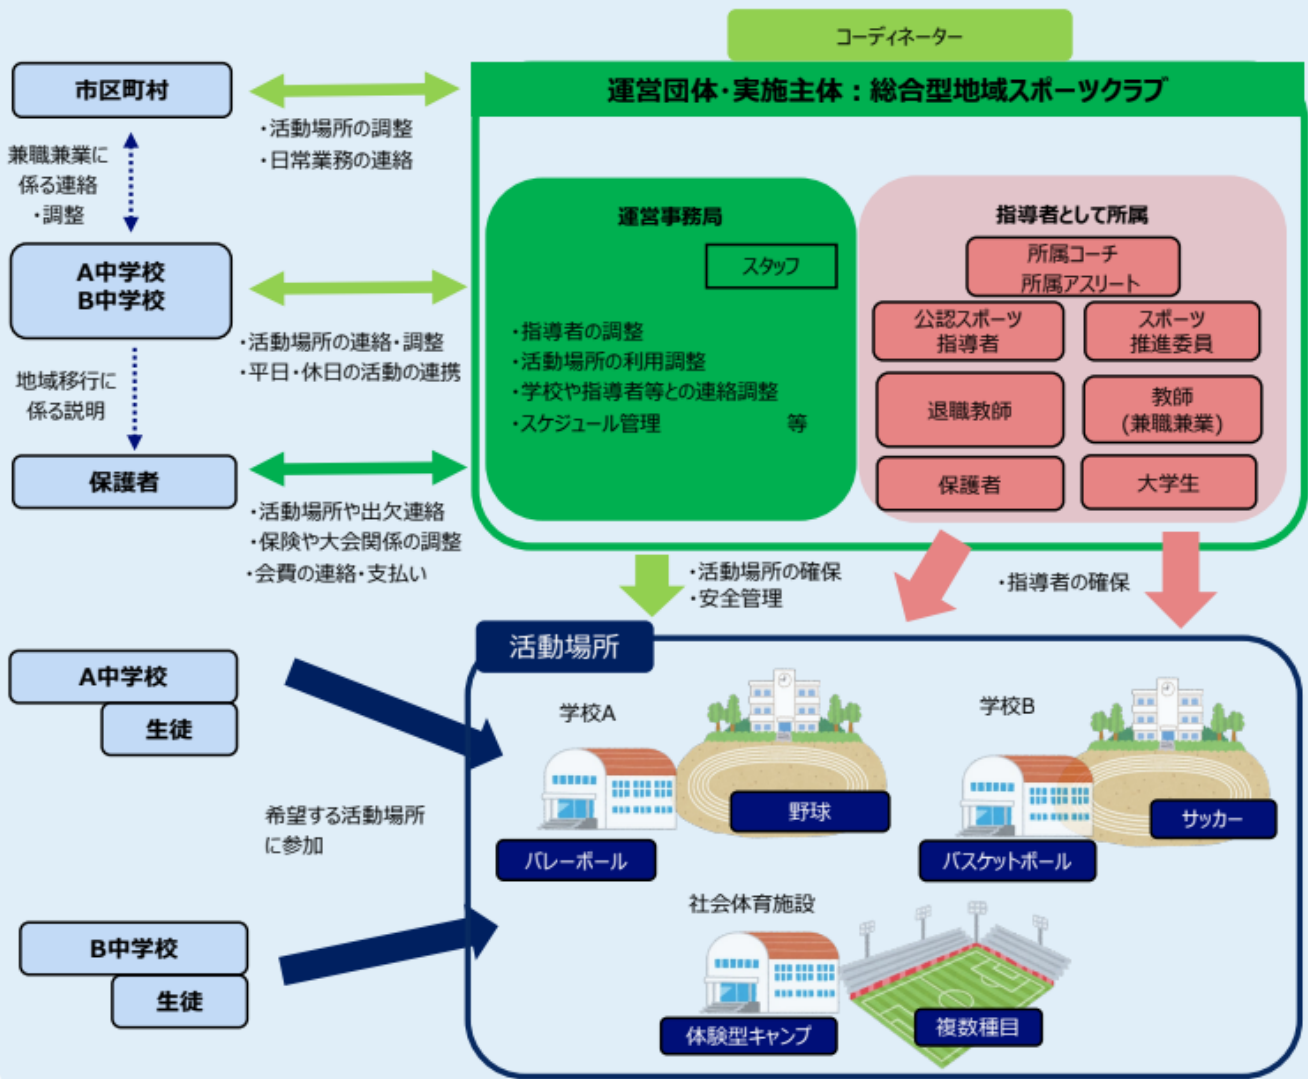 コーディネーター
市区町村
運営団体・実施主体：総合型地域スポーツクラブ
・活動場所の調整
・日常業務の連絡
兼職兼業に
係る連絡
・調整
A中学校
B中学校
・活動場所の連絡・調整
・平日・休日の活動の連携
地域移行に
係る説明
保護者
・活動場所や出欠連絡
・保険や大会関係の調整
・会費の連絡・支払い
運営事務局
スタッフ
・指導者の調整
・活動場所の利用調整
・学校や指導者等との連絡調整
・スケジュール管理 等
指導者として所属
所属コーチ
所属アスリート
公認スポーツ
指導者
スポーツ
推進委員
退職教師
教師
(兼職兼業)
保護者
大学生
・活動場所の確保
・安全管理
・指導者の確保
活動場所
A中学校
生徒
希望する活動場所
に参加
B中学校
生徒
学校A
野球
バレーボール
学校B
サッカー
バスケットボール
社会体育施設
体験型キャンプ
複数種目